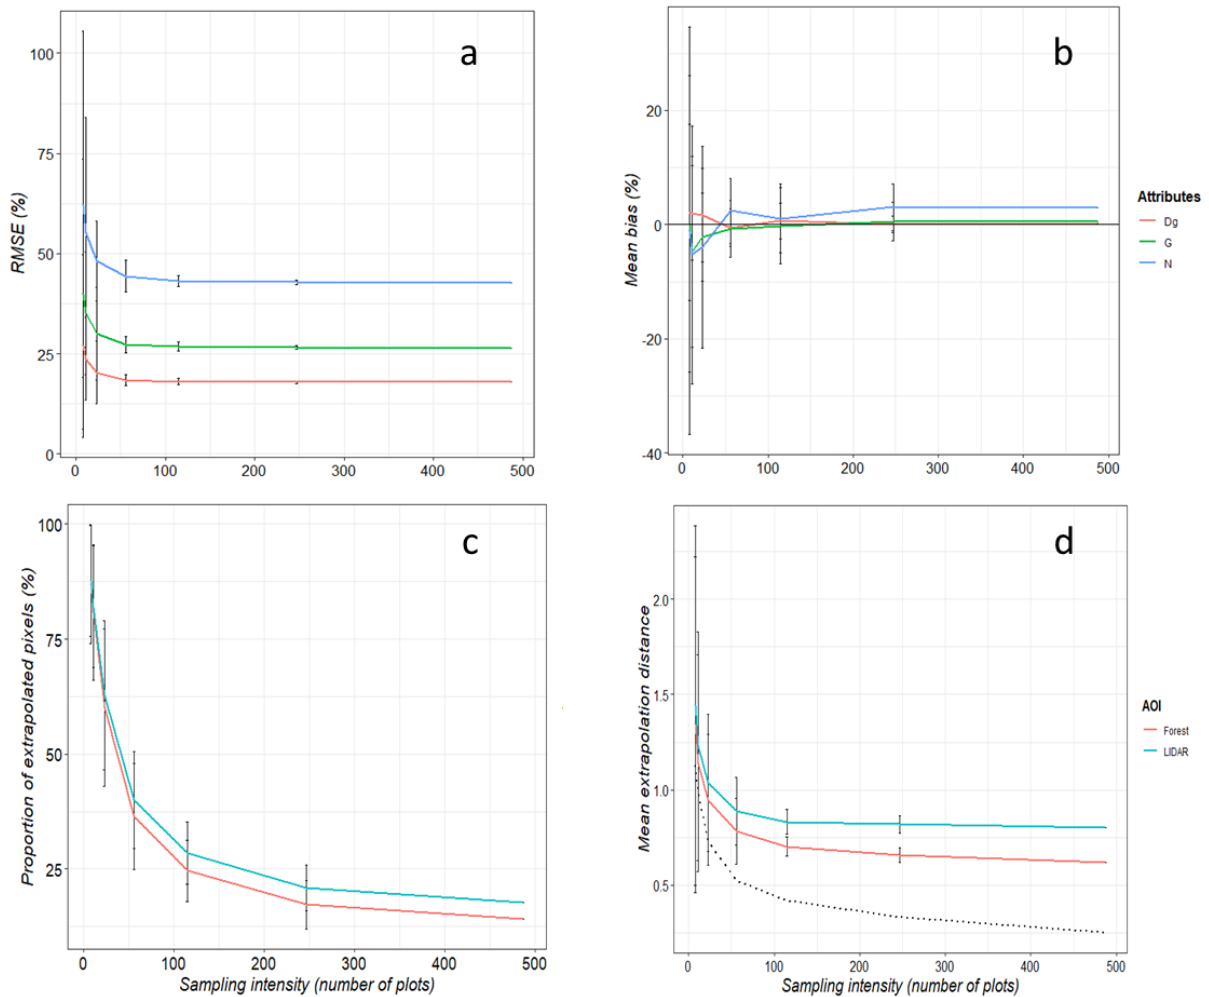 a
100
75
50
25
0
RMSE (%)
0 100 200 300 400 500
b
20
0
-20
-40
Mean bias (%)
0 100 200 300 400 500
Attributes
Dg
G
N
c
100
75
50
25
Proportion of extrapolated pixels (%)
0 100 200 300 400 500
Sampling intensity (number of plots)
d
2.0
1.5
1.0
0.5
Mean extrapolation distance
0 100 200 300 400 500
Sampling intensity (number of plots)
AOI
Forest
LIDAR